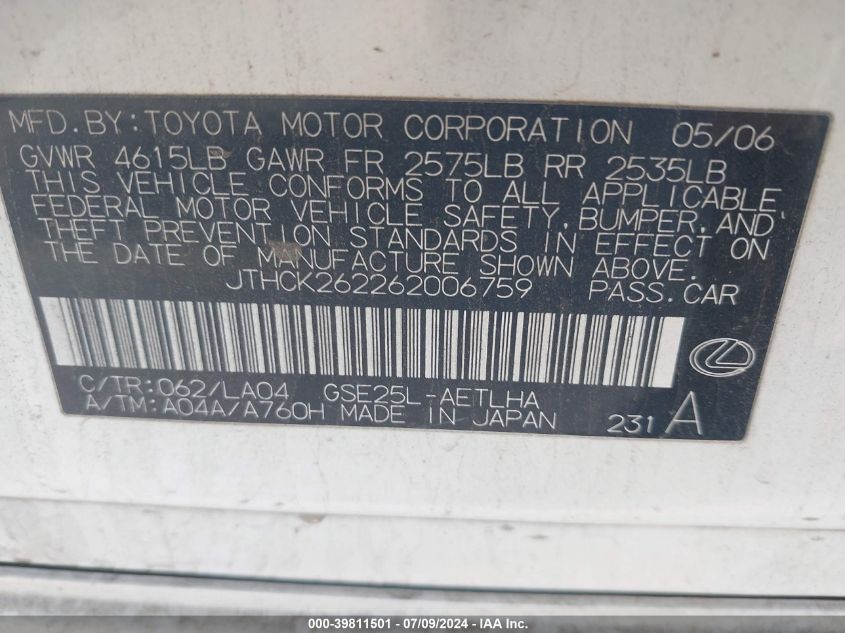 MFD.BY:TOYOTA MOTOR CORPORATION 05/06
GVWR 4615LB GAWR FR 2575LB RR 2535LB
THIS VEHICLE CONFORMS TO ALL APPLICABLE
FEDERAL MOTOR VEHICLE SAFETY,BUMPER,AND
THEFT PREVENTION STANDARDS IN EFFECT ON
THE DATE OF MANUFACTURE SHOWN ABOVE.
JTHCK262262006759 PASS.CAR
C/TR:062/LA04 GSE25L-AETLHA
A/TM:A04A/A760H MADE IN JAPAN 231A
000-39811501 - 07/09/2024 - IAA Inc.